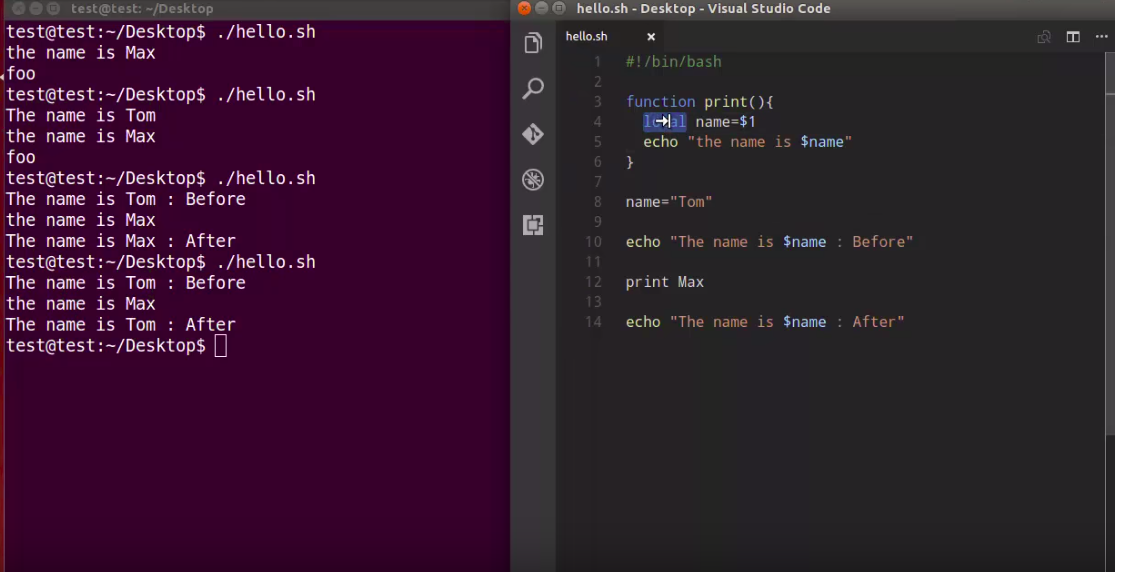 test@test: ~/Desktop
test@test:~/Desktop$ ./hello.sh
the name is Max
foo
test@test:~/Desktop$ ./hello.sh
The name is Tom
the name is Max
foo
test@test:~/Desktop$ ./hello.sh
The name is Tom : Before
the name is Max
The name is Max : After
test@test:~/Desktop$ ./hello.sh
The name is Tom : Before
the name is Max
The name is Tom : After
test@test:~/Desktop$
hello.sh - Desktop - Visual Studio Code
hello.sh
1 #!/bin/bash
2
3 function print(){
4 local name=$1
5 echo "the name is $name"
6 }
7
8 name="Tom"
9
10 echo "The name is $name : Before"
11
12 print Max
13
14 echo "The name is $name : After"